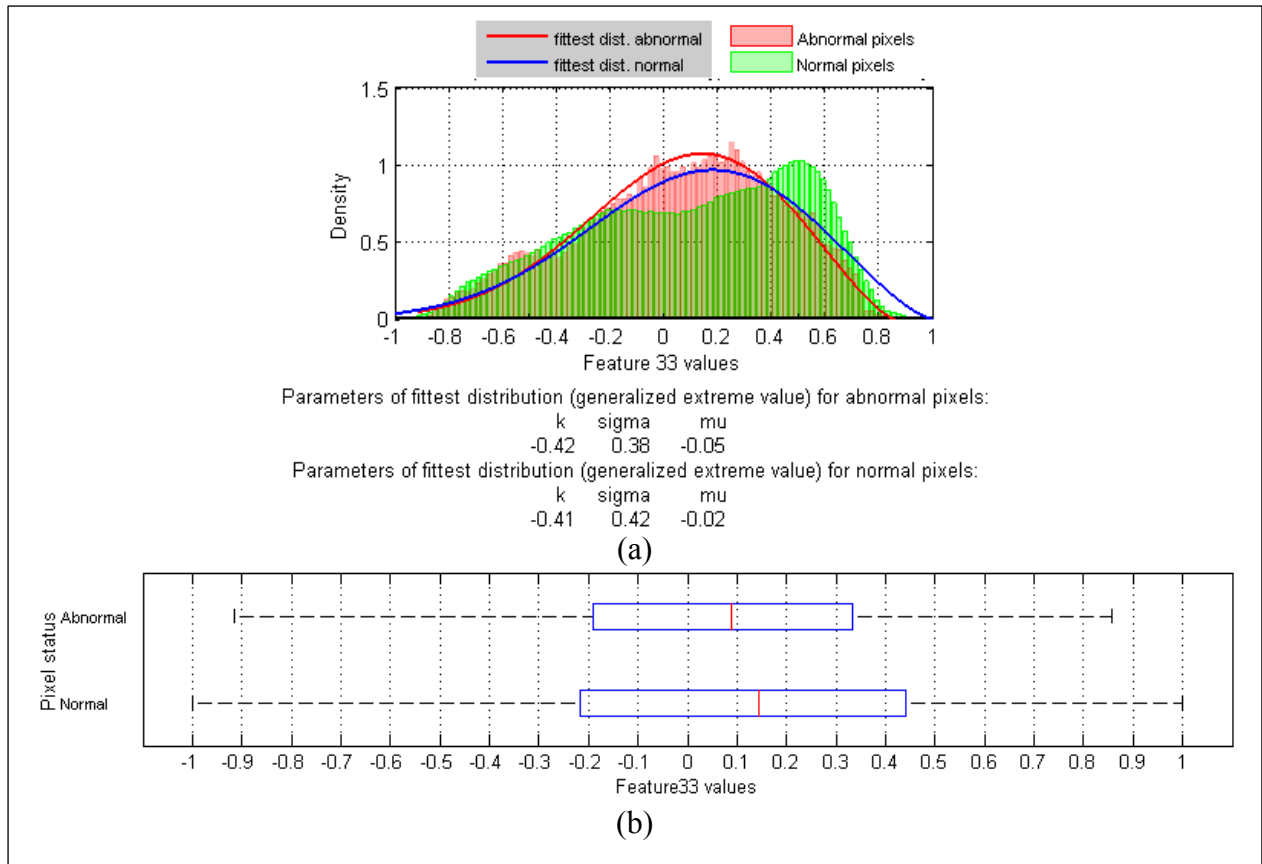 fittest dist. abnormal
fittest dist. normal
Abnormal pixels
Normal pixels
1.5
1
0.5
0
Density
-1 -0.8 -0.6 -0.4 -0.2 0 0.2 0.4 0.6 0.8 1
Feature 33 values
Parameters of fittest distribution (generalized extreme value) for abnormal pixels:
k sigma mu
-0.42 0.38 -0.05
Parameters of fittest distribution (generalized extreme value) for normal pixels:
k sigma mu
-0.41 0.42 -0.02
(a)
Pixel status
Abnormal
Normal
-1 -0.9 -0.8 -0.7 -0.6 -0.5 -0.4 -0.3 -0.2 -0.1 0 0.1 0.2 0.3 0.4 0.5 0.6 0.7 0.8 0.9 1
Feature33 values
(b)